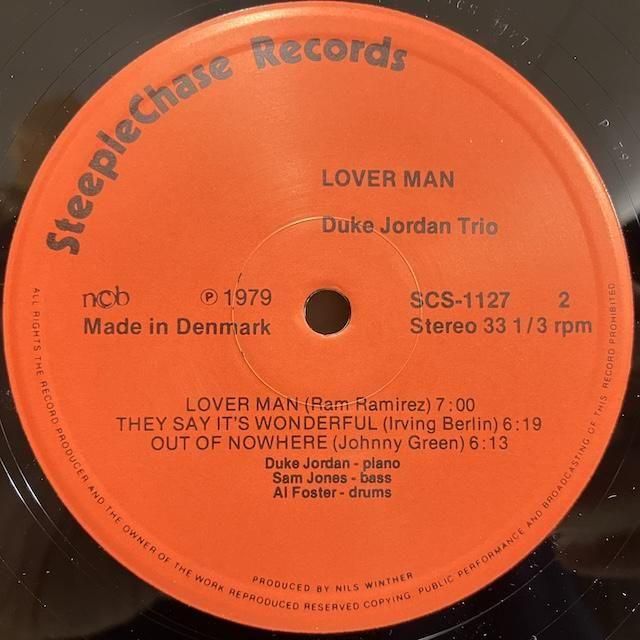 SteepleChase Records
LOVER MAN
Duke Jordan Trio
ncb
Ⓟ 1979
SCS-1127 2
Made in Denmark
Stereo 33 1/3 rpm
LOVER MAN (Ram Ramirez) 7:00
THEY SAY IT'S WONDERFUL (Irving Berlin) 6:19
OUT OF NOWHERE (Johnny Green) 6:13
Duke Jordan - piano
Sam Jones - bass
Al Foster - drums
PRODUCED BY NILS WINTHER
ALL RIGHTS THE RECORD PRODUCER AND THE OWNER OF THE WORK REPRODUCED RESERVED COPYING, PUBLIC PERFORMANCE AND BROADCASTING OF THIS RECORD PROHIBITED